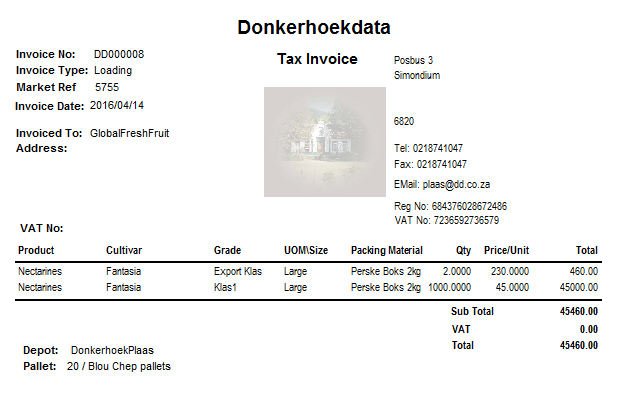 Donkerhoekdata
Invoice No: DD000008
Tax Invoice
Posbus 3
Invoice Type: Loading
Simondium
Market Ref 5755
Invoice Date: 2016/04/14
6820
Invoiced To: GlobalFreshFruit
Address:
Tel: 0218741047
Fax: 0218741047
EMail: plaas@dd.co.za
Reg No: 684376028672486
VAT No: 7236592736579
VAT No:
Product Cultivar Grade UOM\Size Packing Material Qty Price/Unit Total
Nectarines Fantasia Export Klas Large Perske Boks 2kg 2.0000 230.0000 460.00
Nectarines Fantasia Klas1 Large Perske Boks 2kg 1000.0000 45.0000 45000.00
Sub Total 45460.00
VAT 0.00
Total 45460.00
Depot: DonkerhoekPlaas
Pallet: 20 / Blou Chep pallets